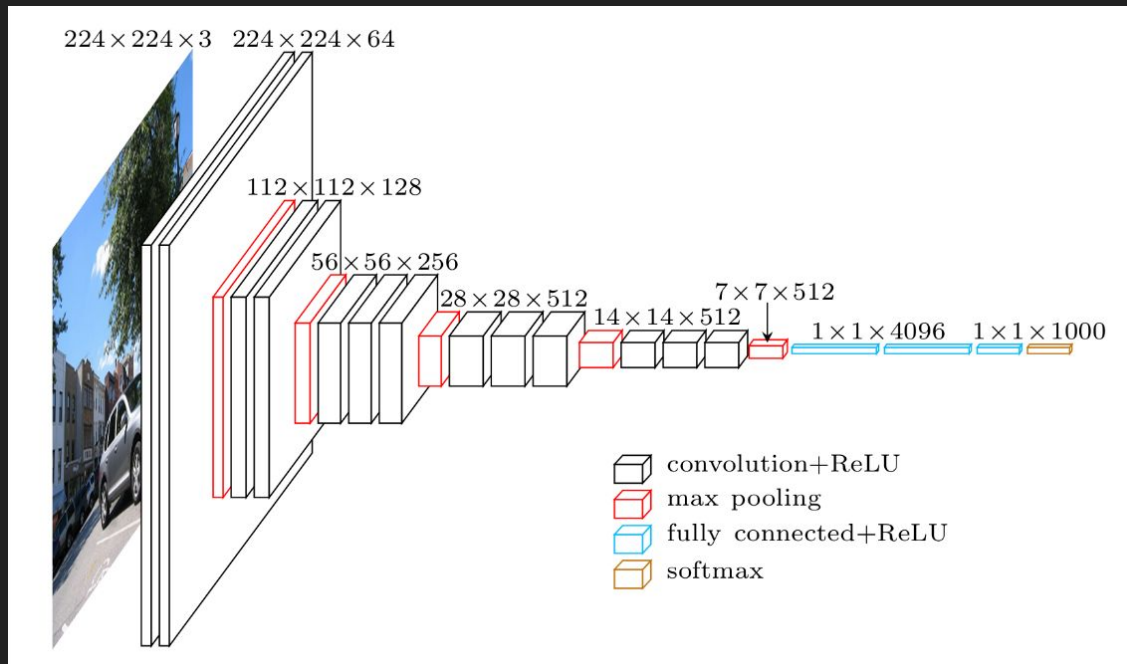 224×224×3
224×224×64
112×112×128
56×56×256
28×28×512
14×14×512
7×7×512
1×1×4096
1×1×1000
convolution+ReLU
max pooling
fully connected+ReLU
softmax